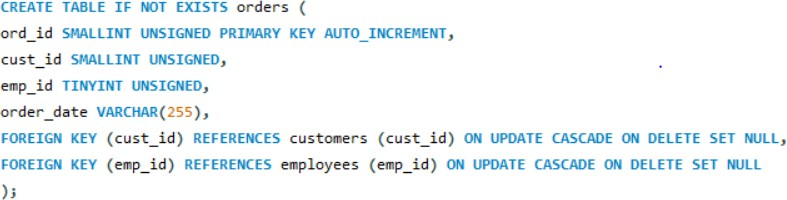 CREATE TABLE IF NOT EXISTS orders (
ord_id SMALLINT UNSIGNED PRIMARY KEY AUTO_INCREMENT,
cust_id SMALLINT UNSIGNED,
emp_id TINYINT UNSIGNED,
order_date VARCHAR(255),
FOREIGN KEY (cust_id) REFERENCES customers (cust_id) ON UPDATE CASCADE ON DELETE SET NULL,
FOREIGN KEY (emp_id) REFERENCES employees (emp_id) ON UPDATE CASCADE ON DELETE SET NULL
);